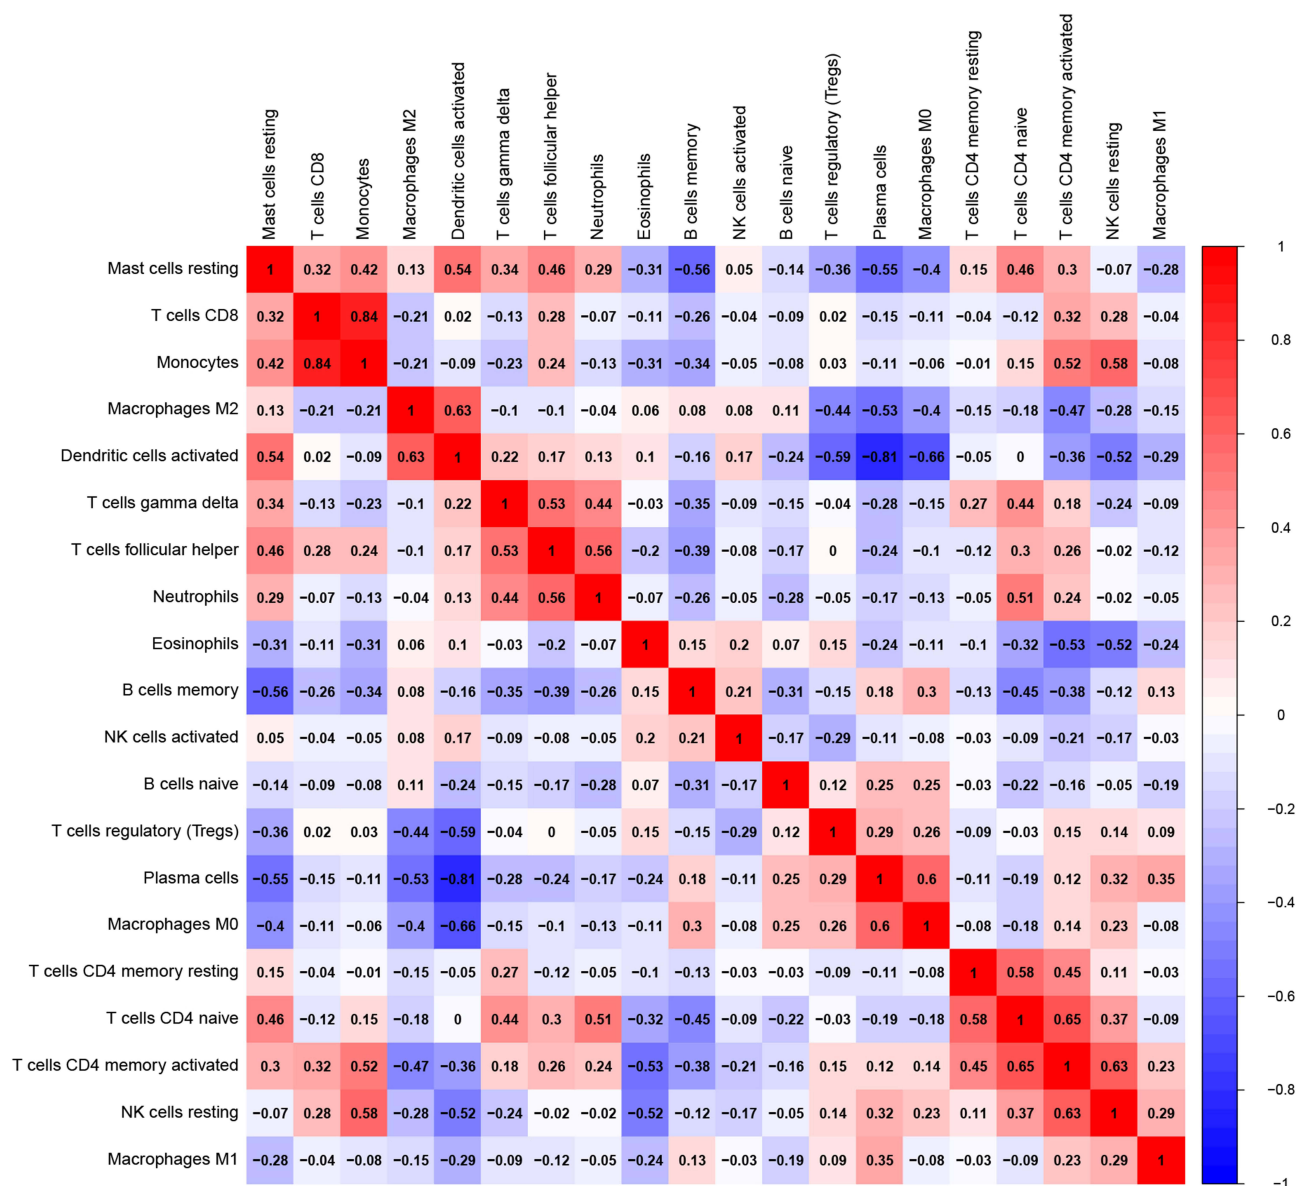 Mast cells resting
T cells CD8
Monocytes
Macrophages M2
Dendritic cells activated
T cells gamma delta
T cells follicular helper
Neutrophils
Eosinophils
B cells memory
NK cells activated
B cells naive
T cells regulatory (Tregs)
Plasma cells
Macrophages M0
T cells CD4 memory resting
T cells CD4 naive
T cells CD4 memory activated
NK cells resting
Macrophages M1
Mast cells resting 1 0.32 0.42 0.13 0.54 0.34 0.46 0.29 −0.31 −0.56 0.05 −0.14 −0.36 −0.55 −0.4 0.15 0.46 0.3 −0.07 −0.28
T cells CD8 0.32 1 0.84 −0.21 0.02 −0.13 0.28 −0.07 −0.11 −0.26 −0.04 −0.09 0.02 −0.15 −0.11 −0.04 −0.12 0.32 0.28 −0.04
Monocytes 0.42 0.84 1 −0.21 −0.09 −0.23 0.24 −0.13 −0.31 −0.34 −0.05 −0.08 0.03 −0.11 −0.06 −0.01 0.15 0.52 0.58 −0.08
Macrophages M2 0.13 −0.21 −0.21 1 0.63 −0.1 −0.1 −0.04 0.06 0.08 0.08 0.11 −0.44 −0.53 −0.4 −0.15 −0.18 −0.47 −0.28 −0.15
Dendritic cells activated 0.54 0.02 −0.09 0.63 1 0.22 0.17 0.13 0.1 −0.16 0.17 −0.24 −0.59 −0.81 −0.66 −0.05 0 −0.36 −0.52 −0.29
T cells gamma delta 0.34 −0.13 −0.23 −0.1 0.22 1 0.53 0.44 −0.03 −0.35 −0.09 −0.15 −0.04 −0.28 −0.15 0.27 0.44 0.18 −0.24 −0.09
T cells follicular helper 0.46 0.28 0.24 −0.1 0.17 0.53 1 0.56 −0.2 −0.39 −0.08 −0.17 0 −0.24 −0.1 −0.12 0.3 0.26 −0.02 −0.12
Neutrophils 0.29 −0.07 −0.13 −0.04 0.13 0.44 0.56 1 −0.07 −0.26 −0.05 −0.28 −0.05 −0.17 −0.13 −0.05 0.51 0.24 −0.02 −0.05
Eosinophils −0.31 −0.11 −0.31 0.06 0.1 −0.03 −0.2 −0.07 1 0.15 0.2 0.07 0.15 −0.24 −0.11 −0.1 −0.32 −0.53 −0.52 −0.24
B cells memory −0.56 −0.26 −0.34 0.08 −0.16 −0.35 −0.39 −0.26 0.15 1 0.21 −0.31 −0.15 0.18 0.3 −0.13 −0.45 −0.38 −0.12 0.13
NK cells activated 0.05 −0.04 −0.05 0.08 0.17 −0.09 −0.08 −0.05 0.2 0.21 1 −0.17 −0.29 −0.11 −0.08 −0.03 −0.09 −0.21 −0.17 −0.03
B cells naive −0.14 −0.09 −0.08 0.11 −0.24 −0.15 −0.17 −0.28 0.07 −0.31 −0.17 1 0.12 0.25 0.25 −0.03 −0.22 −0.16 −0.05 −0.19
T cells regulatory (Tregs) −0.36 0.02 0.03 −0.44 −0.59 −0.04 0 −0.05 0.15 −0.15 −0.29 0.12 1 0.29 0.26 −0.09 −0.03 0.15 0.14 0.09
Plasma cells −0.55 −0.15 −0.11 −0.53 −0.81 −0.28 −0.24 −0.17 −0.24 0.18 −0.11 0.25 0.29 1 0.6 −0.11 −0.19 0.12 0.32 0.35
Macrophages M0 −0.4 −0.11 −0.06 −0.4 −0.66 −0.15 −0.1 −0.13 −0.11 0.3 −0.08 0.25 0.26 0.6 1 −0.08 −0.18 0.14 0.23 −0.08
T cells CD4 memory resting 0.15 −0.04 −0.01 −0.15 −0.05 0.27 −0.12 −0.05 −0.1 −0.13 −0.03 −0.03 −0.09 −0.11 −0.08 1 0.58 0.45 0.11 −0.03
T cells CD4 naive 0.46 −0.12 0.15 −0.18 0 0.44 0.3 0.51 −0.32 −0.45 −0.09 −0.22 −0.03 −0.19 −0.18 0.58 1 0.65 0.37 −0.09
T cells CD4 memory activated 0.3 0.32 0.52 −0.47 −0.36 0.18 0.26 0.24 −0.53 −0.38 −0.21 −0.16 0.15 0.12 0.14 0.45 0.65 1 0.63 0.23
NK cells resting −0.07 0.28 0.58 −0.28 −0.52 −0.24 −0.02 −0.02 −0.52 −0.12 −0.17 −0.05 0.14 0.32 0.23 0.11 0.37 0.63 1 0.29
Macrophages M1 −0.28 −0.04 −0.08 −0.15 −0.29 −0.09 −0.12 −0.05 −0.24 0.13 −0.03 −0.19 0.09 0.35 −0.08 −0.03 −0.09 0.23 0.29 1
1
0.8
0.6
0.4
0.2
0
−0.2
−0.4
−0.6
−0.8
−1